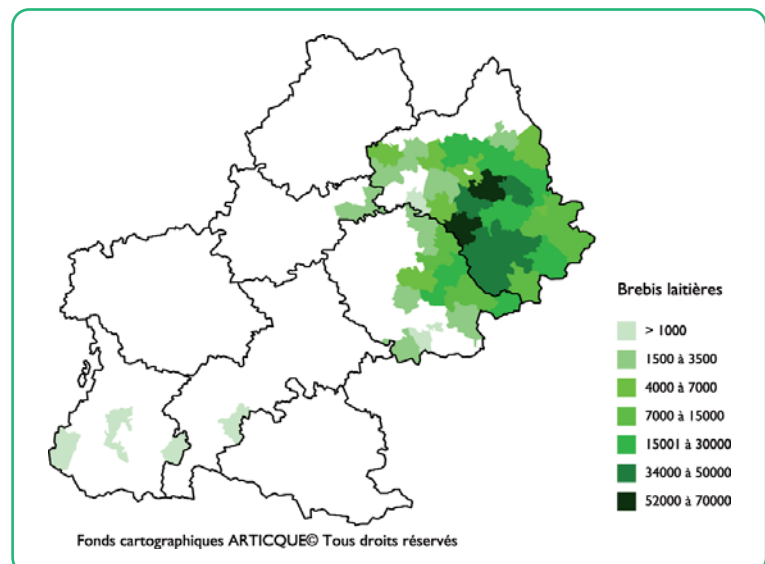 Brebis laitières
> 1000
1500 à 3500
4000 à 7000
7000 à 15000
15001 à 30000
34000 à 50000
52000 à 70000
Fonds cartographiques ARTICQUE© Tous droits réservés